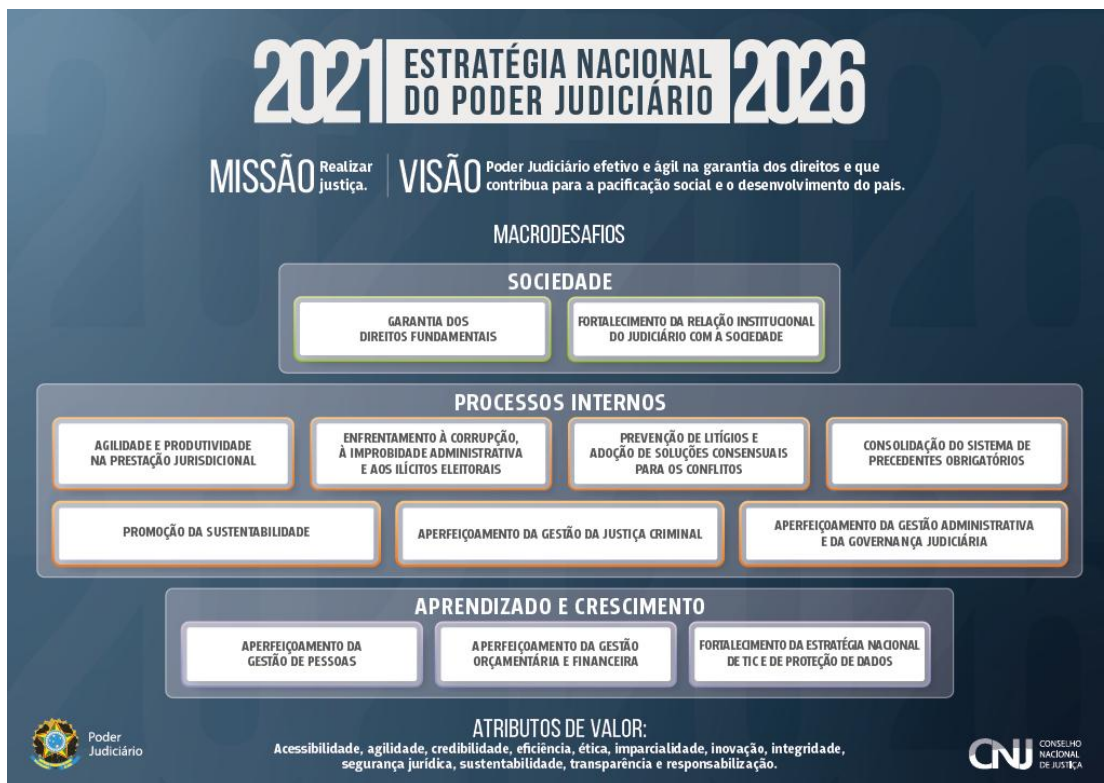 2021 ESTRATÉGIA NACIONAL
DO PODER JUDICIÁRIO 2026
MISSÃO Realizar
justiça.
VISÃO Poder Judiciário efetivo e ágil na garantia dos direitos e que
contribua para a pacificação social e o desenvolvimento do país.
MACRODESAFIOS
SOCIEDADE
GARANTIA DOS
DIREITOS FUNDAMENTAIS
FORTALECIMENTO DA RELAÇÃO INSTITUCIONAL
DO JUDICIÁRIO COM A SOCIEDADE
PROCESSOS INTERNOS
AGILIDADE E PRODUTIVIDADE
NA PRESTAÇÃO JURISDICIONAL
ENFRENTAMENTO À CORRUPÇÃO,
À IMPROBIDADE ADMINISTRATIVA
E AOS ILÍCITOS ELEITORAIS
PREVENÇÃO DE LITÍGIOS E
ADOÇÃO DE SOLUÇÕES CONSENSUAIS
PARA OS CONFLITOS
CONSOLIDAÇÃO DO SISTEMA DE
PRECEDENTES OBRIGATÓRIOS
PROMOÇÃO DA SUSTENTABILIDADE
APERFEIÇOAMENTO DA GESTÃO DA JUSTIÇA CRIMINAL
APERFEIÇOAMENTO DA GESTÃO ADMINISTRATIVA
E DA GOVERNANÇA JUDICIÁRIA
APRENDIZADO E CRESCIMENTO
APERFEIÇOAMENTO DA
GESTÃO DE PESSOAS
APERFEIÇOAMENTO DA GESTÃO
ORÇAMENTÁRIA E FINANCEIRA
FORTALECIMENTO DA ESTRATÉGIA NACIONAL
DE TIC E DE PROTEÇÃO DE DADOS
Poder
Judiciário
ATRIBUTOS DE VALOR:
Acessibilidade, agilidade, credibilidade, eficiência, ética, imparcialidade, inovação, integridade,
segurança jurídica, sustentabilidade, transparência e responsabilização.
CNJ CONSELHO
NACIONAL
DE JUSTIÇA